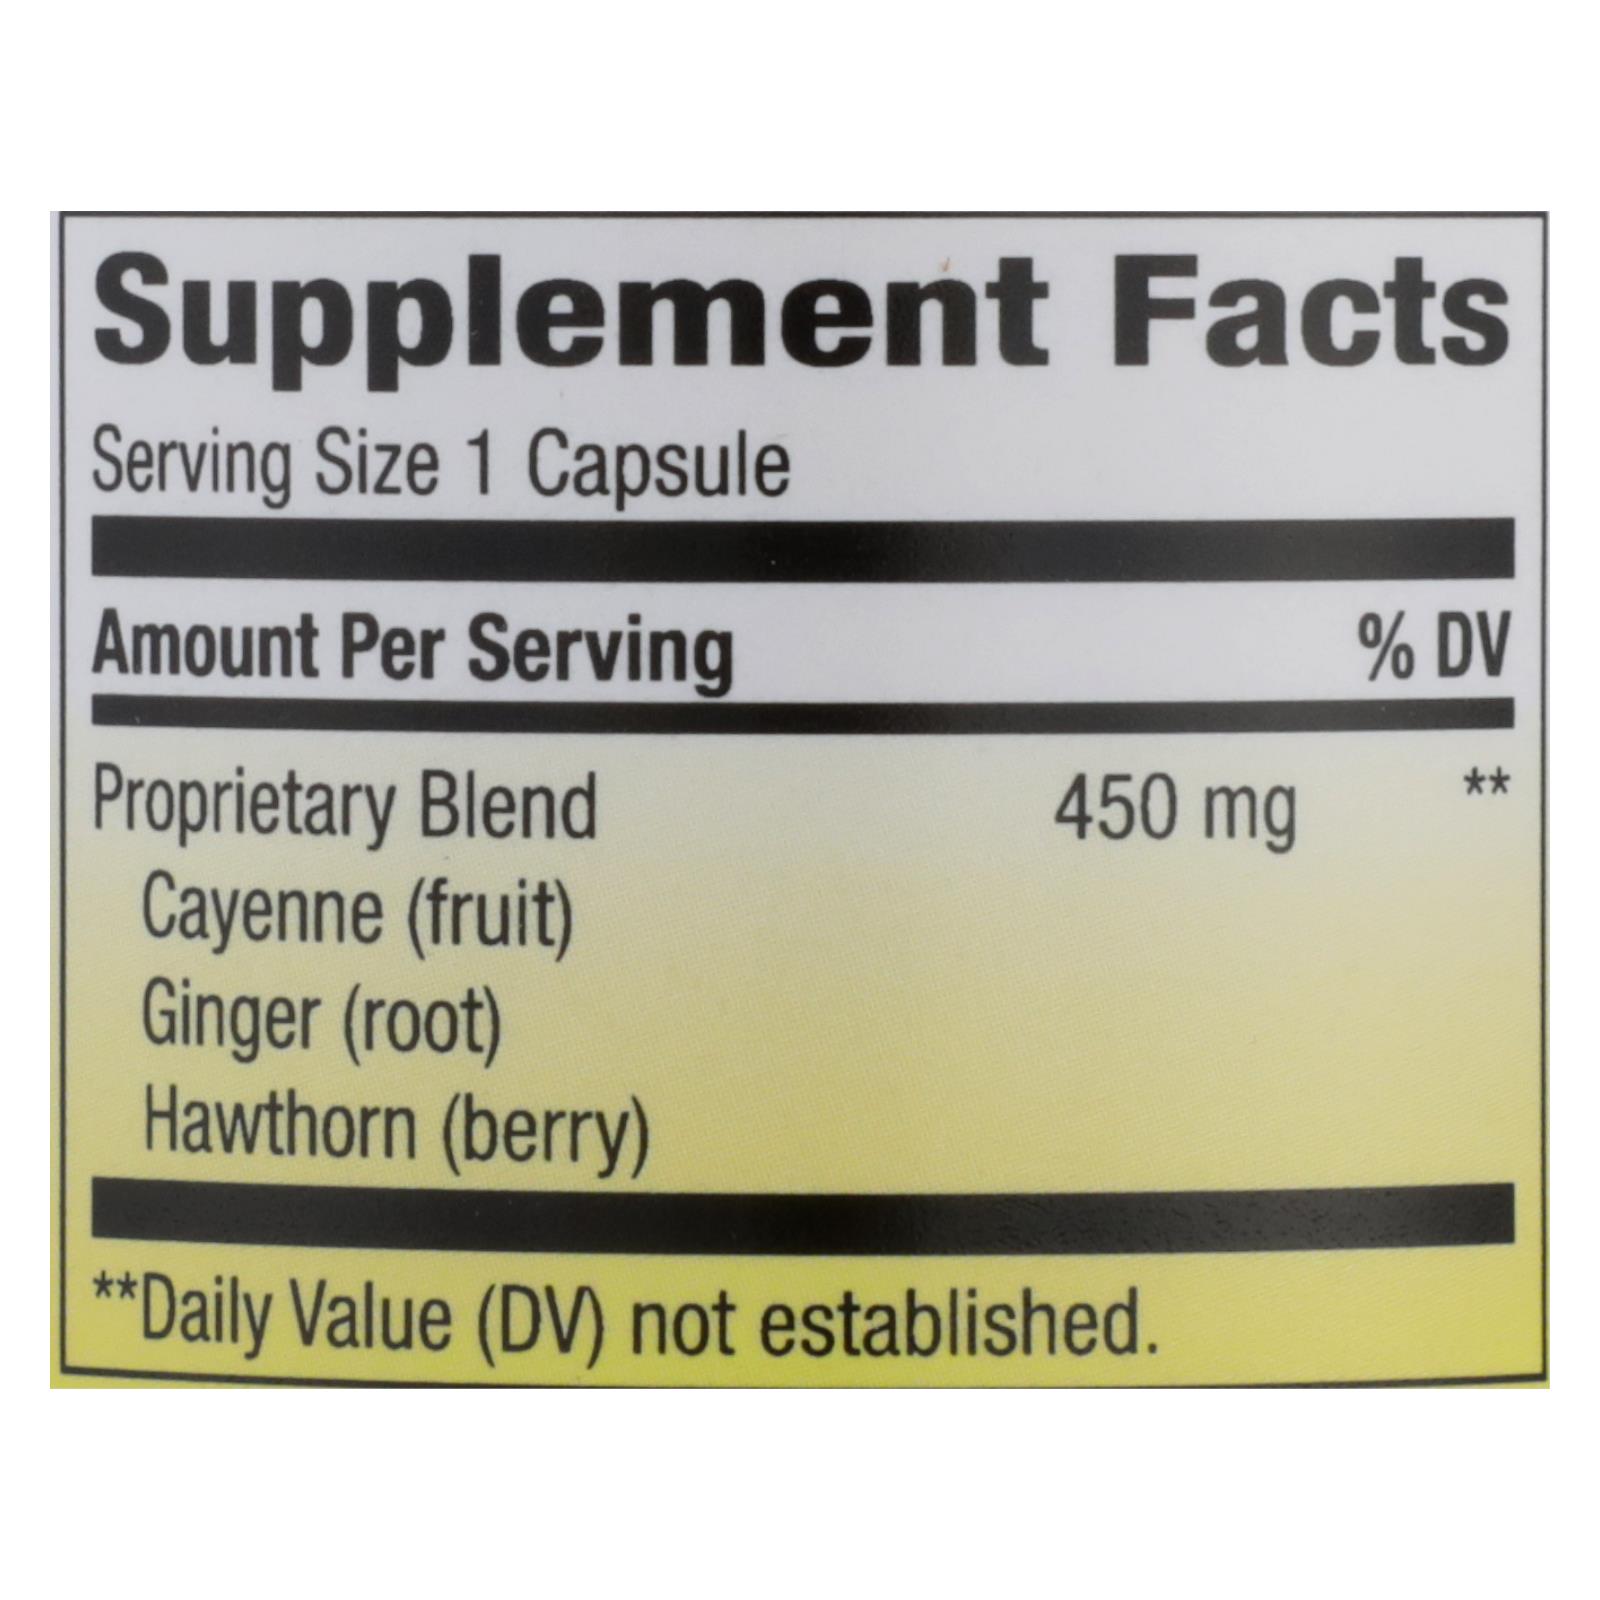 Supplement Facts
Serving Size 1 Capsule
Amount Per Serving % DV
Proprietary Blend 450 mg **
Cayenne (fruit)
Ginger (root)
Hawthorn (berry)
**Daily Value (DV) not established.